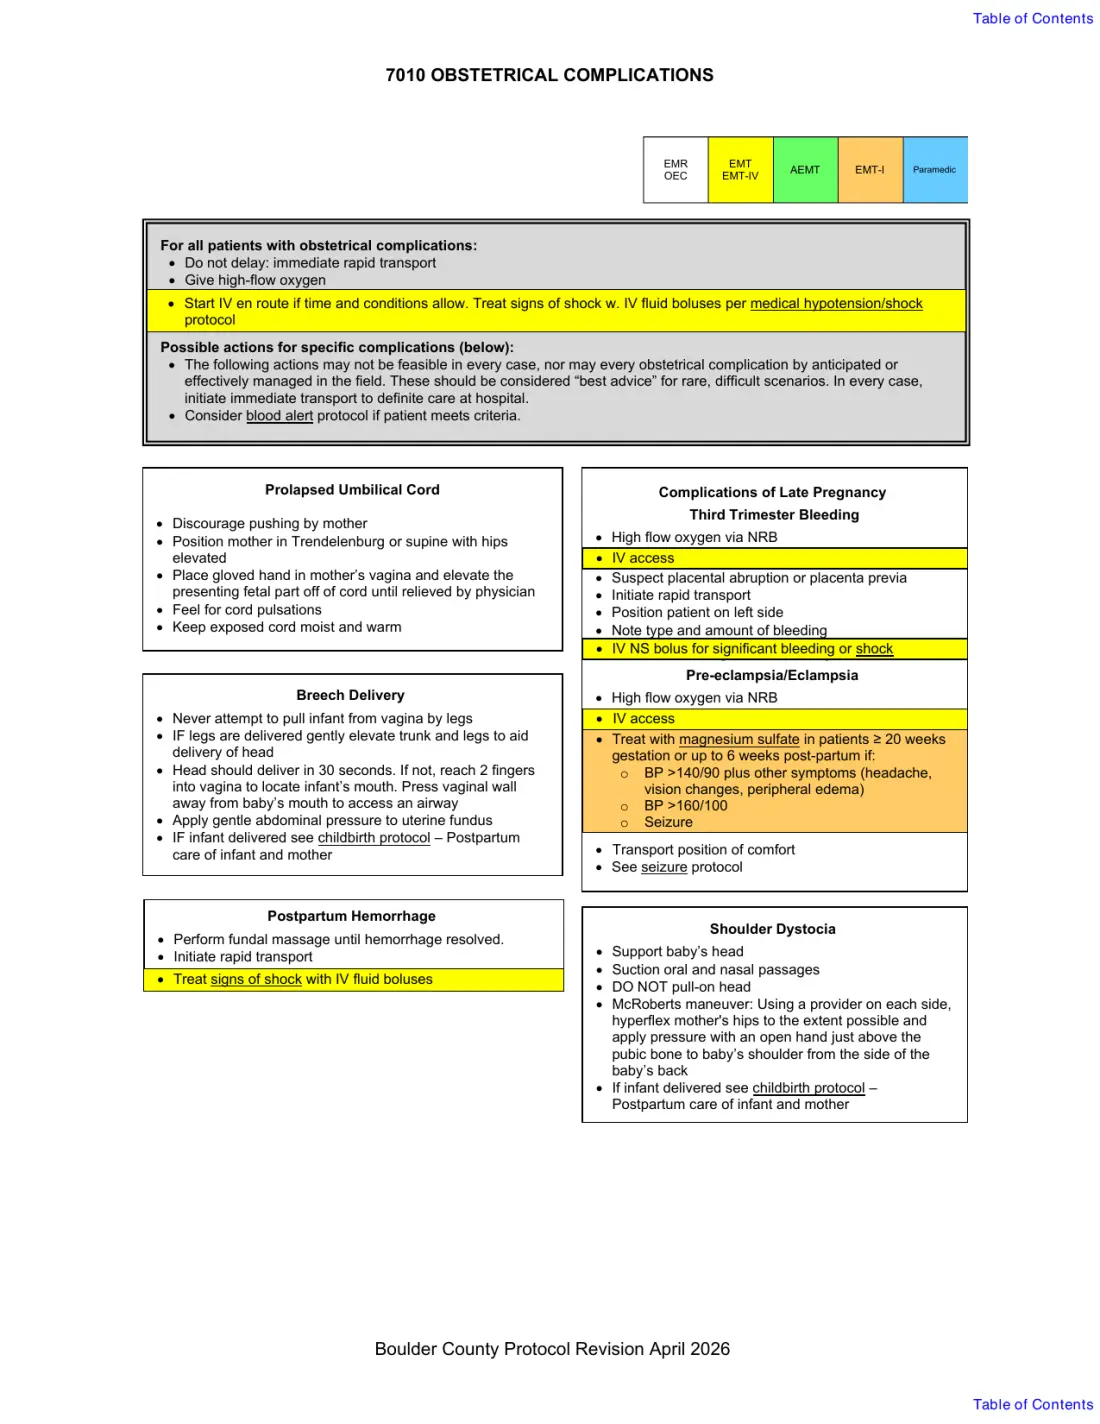 Table of Contents
7010 OBSTETRICAL COMPLICATIONS
EMR
OEC
EMT
EMT-IV
AEMT
EMT-I
Paramedic
For all patients with obstetrical complications:
• Do not delay: immediate rapid transport
• Give high-flow oxygen
• Start IV en route if time and conditions allow. Treat signs of shock w. IV fluid boluses per medical hypotension/shock
protocol
Possible actions for specific complications (below):
• The following actions may not be feasible in every case, nor may every obstetrical complication by anticipated or
effectively managed in the field. These should be considered “best advice” for rare, difficult scenarios. In every case,
initiate immediate transport to definite care at hospital.
• Consider blood alert protocol if patient meets criteria.
Prolapsed Umbilical Cord
• Discourage pushing by mother
• Position mother in Trendelenburg or supine with hips
elevated
• Place gloved hand in mother’s vagina and elevate the
presenting fetal part off of cord until relieved by physician
• Feel for cord pulsations
• Keep exposed cord moist and warm
Breech Delivery
• Never attempt to pull infant from vagina by legs
• IF legs are delivered gently elevate trunk and legs to aid
delivery of head
• Head should deliver in 30 seconds. If not, reach 2 fingers
into vagina to locate infant’s mouth. Press vaginal wall
away from baby’s mouth to access an airway
• Apply gentle abdominal pressure to uterine fundus
• IF infant delivered see childbirth protocol – Postpartum
care of infant and mother
Postpartum Hemorrhage
• Perform fundal massage until hemorrhage resolved.
• Initiate rapid transport
• Treat signs of shock with IV fluid boluses
Complications of Late Pregnancy
Third Trimester Bleeding
• High flow oxygen via NRB
• IV access
• Suspect placental abruption or placenta previa
• Initiate rapid transport
• Position patient on left side
• Note type and amount of bleeding
• IV NS bolus for significant bleeding or shock
Pre-eclampsia/Eclampsia
• High flow oxygen via NRB
• IV access
• Treat with magnesium sulfate in patients ≥ 20 weeks
gestation or up to 6 weeks post-partum if:
o BP >140/90 plus other symptoms (headache,
vision changes, peripheral edema)
o BP >160/100
o Seizure
• Transport position of comfort
• See seizure protocol
Shoulder Dystocia
• Support baby’s head
• Suction oral and nasal passages
• DO NOT pull-on head
• McRoberts maneuver: Using a provider on each side,
hyperflex mother's hips to the extent possible and
apply pressure with an open hand just above the
pubic bone to baby’s shoulder from the side of the
baby’s back
• If infant delivered see childbirth protocol –
Postpartum care of infant and mother
Boulder County Protocol Revision April 2026
Table of Contents